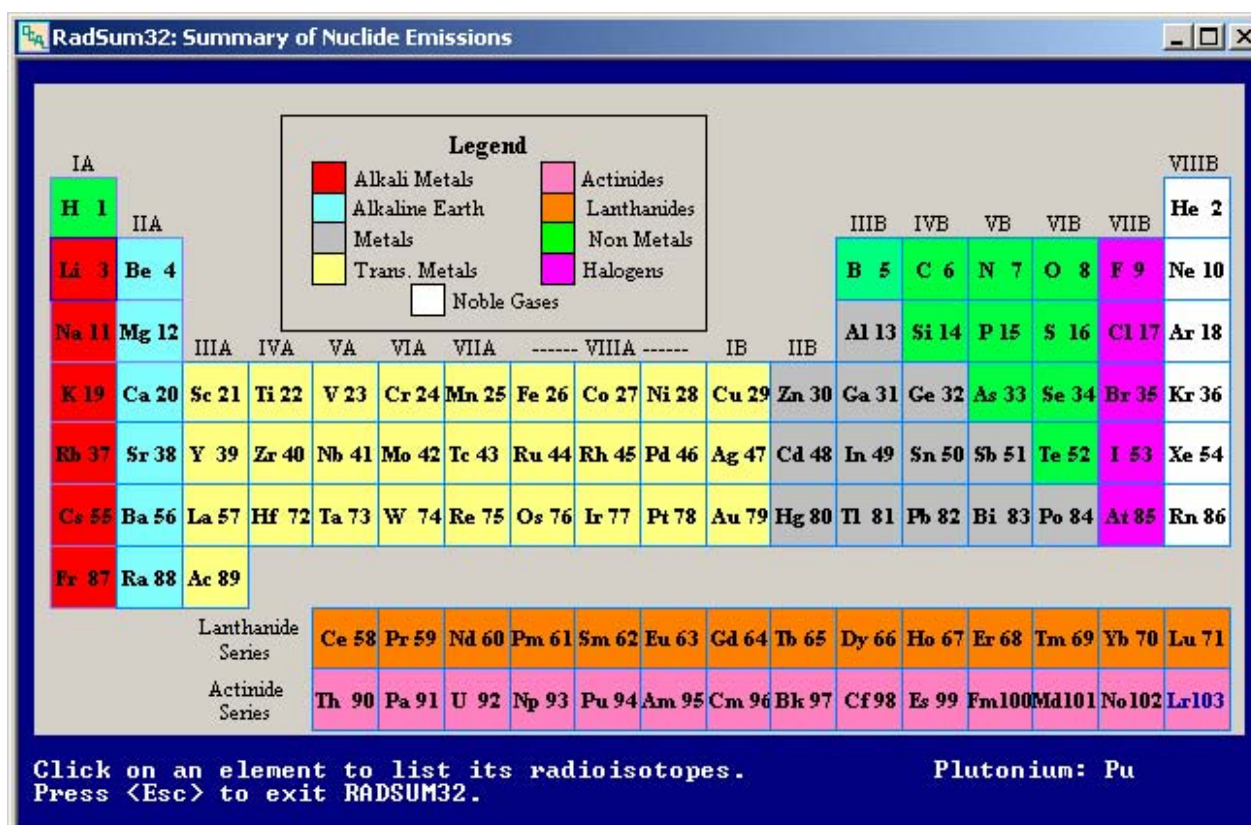 RadSum32: Summary of Nuclide Emissions
Legend
IA VIIIB
Alkali Metals Actinides
H 1 He 2
IIA Alkaline Earth Lanthanides IIIB IVB VB VIB VIIB
Metals Non Metals
Li 3 Be 4 Trans. Metals Halogens B 5 C 6 N 7 O 8 F 9 Ne 10
Noble Gases
Na 11 Mg 12 Al 13 Si 14 P 15 S 16 Cl 17 Ar 18
IIIA IVA VA VIA VIIA ------ VIIIA ------ IB IIB
K 19 Ca 20 Sc 21 Ti 22 V 23 Cr 24 Mn 25 Fe 26 Co 27 Ni 28 Cu 29 Zn 30 Ga 31 Ge 32 As 33 Se 34 Br 35 Kr 36
Rb 37 Sr 38 Y 39 Zr 40 Nb 41 Mo 42 Tc 43 Ru 44 Rh 45 Pd 46 Ag 47 Cd 48 In 49 Sn 50 Sb 51 Te 52 I 53 Xe 54
Cs 55 Ba 56 La 57 Hf 72 Ta 73 W 74 Re 75 Os 76 Ir 77 Pt 78 Au 79 Hg 80 Tl 81 Pb 82 Bi 83 Po 84 At 85 Rn 86
Fr 87 Ra 88 Ac 89
Lanthanide
Series
Ce 58 Pr 59 Nd 60 Pm 61 Sm 62 Eu 63 Gd 64 Tb 65 Dy 66 Ho 67 Er 68 Tm 69 Yb 70 Lu 71
Actinide
Series
Th 90 Pa 91 U 92 Np 93 Pu 94 Am 95 Cm 96 Bk 97 Cf 98 Es 99 Fm100 Md101 No102 Lr103
Click on an element to list its radioisotopes. Plutonium: Pu
Press <Esc> to exit RADSUM32.